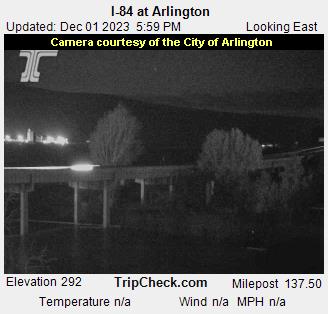 I-84 at Arlington
Updated: Dec 01 2023 5:59 PM Looking East
Camera courtesy of the City of Arlington
Elevation 292 TripCheck.com Milepost 137.50
Temperature n/a Wind n/a MPH n/a